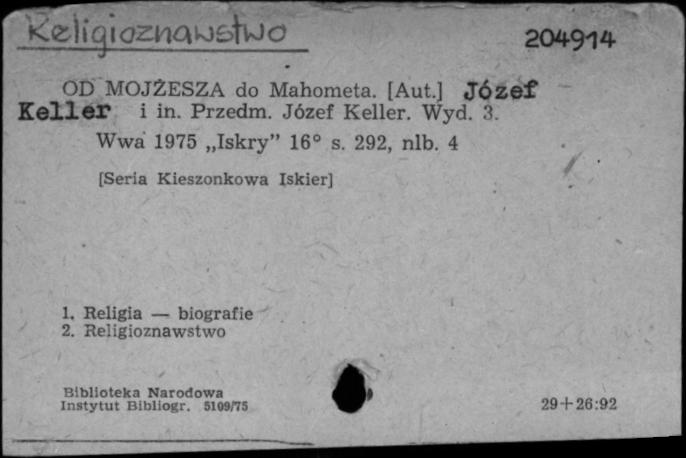 Religioznawstwo
204914
OD MOJŻESZA do Mahometa. [Aut.] Józef
Keller i in. Przedm. Józef Keller. Wyd. 3.
Wwa 1975 „Iskry” 16° s. 292, nlb. 4
[Seria Kieszonkowa Iskier]
1. Religia — biografie
2. Religioznawstwo
Biblioteka Narodowa
Instytut Bibliogr. 5109/75
29+26:92